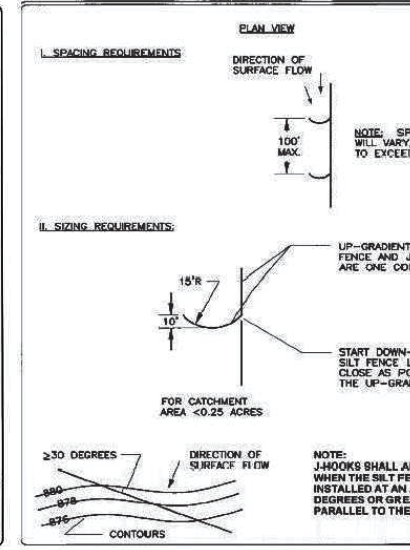 PLAN VIEW
I. SPACING REQUIREMENTS
DIRECTION OF
SURFACE FLOW
100'
MAX.
NOTE: SP
WILL VARY
TO EXCEED
II. SIZING REQUIREMENTS:
UP-GRADIENT
FENCE AND J
ARE ONE CO
15'R
10'
START DOWN-
SILT FENCE L
CLOSE AS PO
THE UP-GRA
FOR CATCHMENT
AREA <0.25 ACRES
≥30 DEGREES
DIRECTION OF
SURFACE FLOW
880
878
876
CONTOURS
NOTE:
J-HOOKS SHALL A
WHEN THE SILT FE
INSTALLED AT AN
DEGREES OR GRE
PARALLEL TO THE